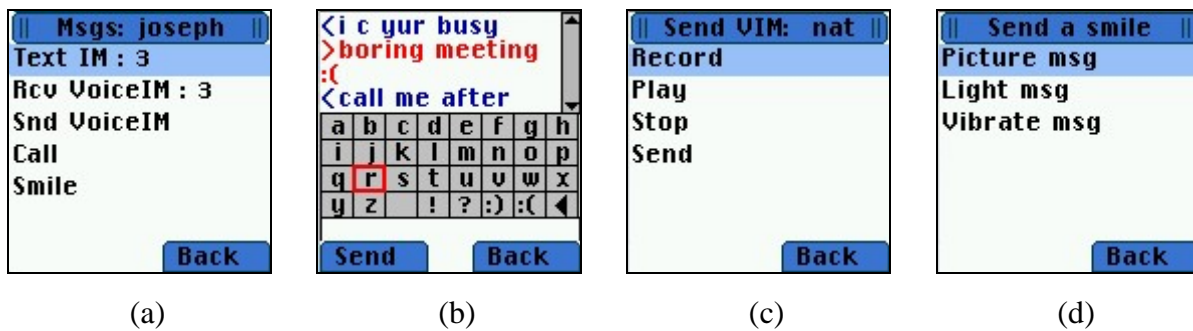 Msgs: joseph
Text IM : 3
Rcv VoiceIM : 3
Snd VoiceIM
Call
Smile
Back
<i c yur busy
>boring meeting
:(
<call me after
a b c d e f g h
i j k l m n o p
q r s t u v w x
y z ! ? :) :( ◀
Send Back
Send VIM: nat
Record
Play
Stop
Send
Back
Send a smile
Picture msg
Light msg
Vibrate msg
Back
(a) (b) (c) (d)